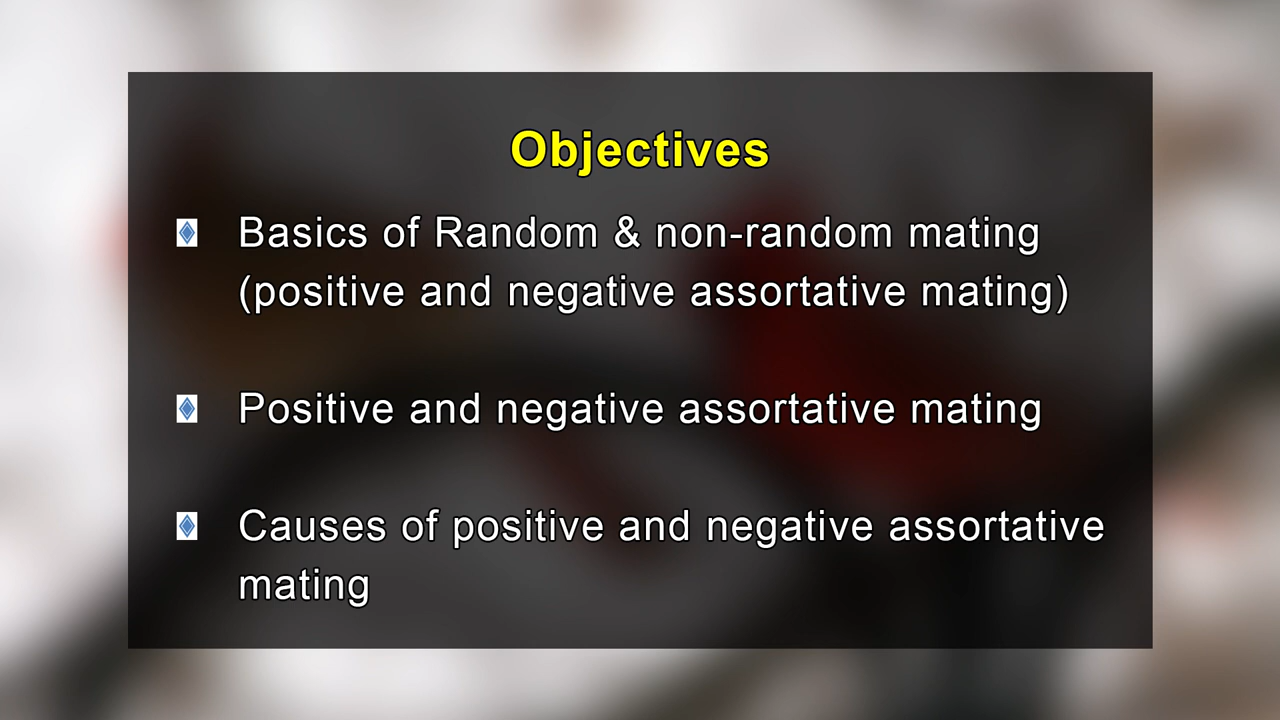 Objectives
Basics of Random & non-random mating
(positive and negative assortative mating)
Positive and negative assortative mating
Causes of positive and negative assortative
mating